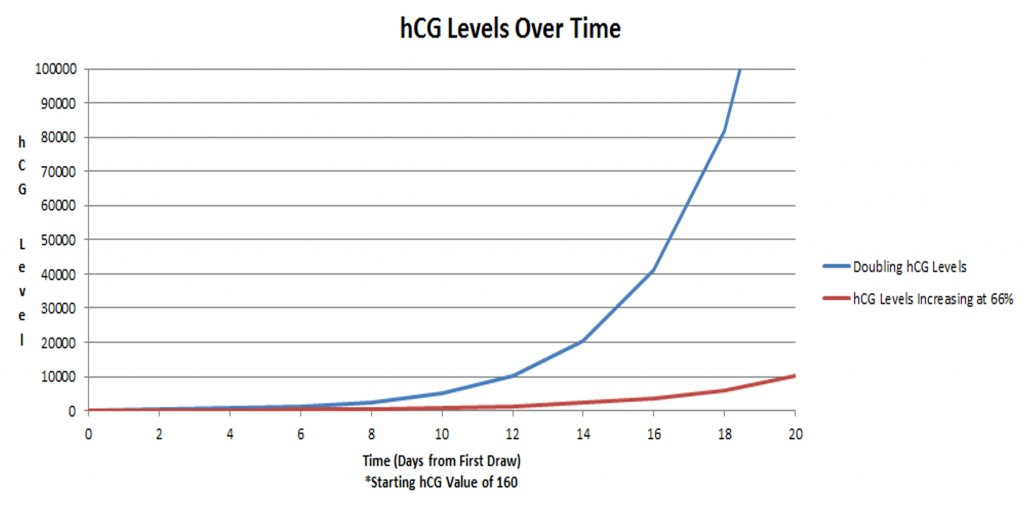 hCG Levels Over Time
hCG Level
100000
90000
80000
70000
60000
50000
40000
30000
20000
10000
0
0 2 4 6 8 10 12 14 16 18 20
Time (Days from First Draw)
*Starting hCG Value of 160
Doubling hCG Levels
hCG Levels Increasing at 66%